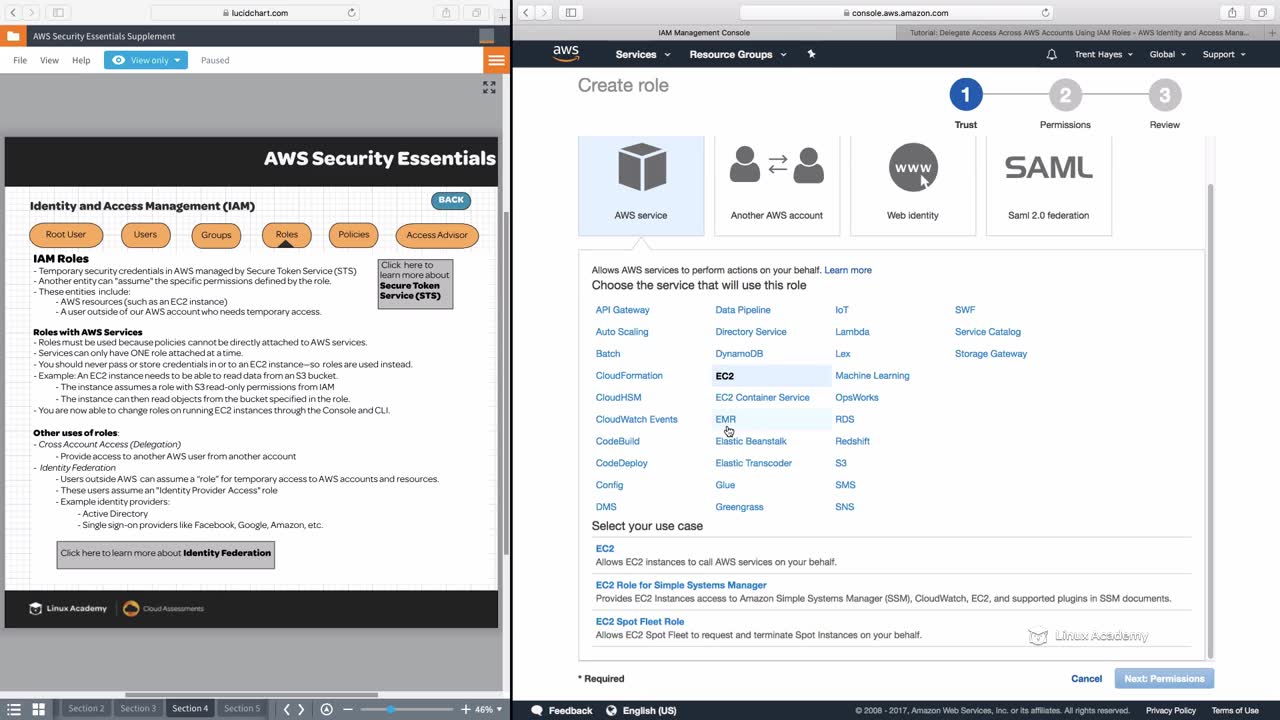 lucidchart.com
AWS Security Essentials Supplement
File View Help View only Paused
AWS Security Essentials
BACK
Identity and Access Management (IAM)
Root User Users Groups Roles Policies Access Advisor
IAM Roles
- Temporary security credentials in AWS managed by Secure Token Service (STS)
- Another entity can "assume" the specific permissions defined by the role.
- These entities include:
- AWS resources (such as an EC2 instance)
- A user outside of our AWS account who needs temporary access.
Click here to
learn more about
Secure Token
Service (STS)
Roles with AWS Services
- Roles must be used because policies cannot be directly attached to AWS services.
- Services can only have ONE role attached at a time.
- You should never pass or store credentials in or to an EC2 instance—so roles are used instead.
- Example: An EC2 instance needs to be able to read data from an S3 bucket.
- The instance assumes a role with S3 read-only permissions from IAM
- The instance can then read objects from the bucket specified in the role.
- You are now able to change roles on running EC2 instances through the Console and CLI.
Other uses of roles:
- Cross Account Access (Delegation)
- Provide access to another AWS user from another account
- Identity Federation
- Users outside AWS can assume a "role" for temporary access to AWS accounts and resources.
- These users assume an "Identity Provider Access" role
- Example identity providers:
- Active Directory
- Single sign-on providers like Facebook, Google, Amazon, etc.
Click here to learn more about Identity Federation
Linux Academy Cloud Assessments
Section 2 Section 3 Section 4 Section 5 46%
console.aws.amazon.com
IAM Management Console Tutorial: Delegate Access Across AWS Accounts Using IAM Roles - AWS Identity and Access Mana...
aws Services Resource Groups Trent Hayes Global Support
Create role
1 2 3
Trust Permissions Review
www SAML
AWS service Another AWS account Web identity Saml 2.0 federation
Allows AWS services to perform actions on your behalf. Learn more
Choose the service that will use this role
API Gateway Data Pipeline IoT SWF
Auto Scaling Directory Service Lambda Service Catalog
Batch DynamoDB Lex Storage Gateway
CloudFormation EC2 Machine Learning
CloudHSM EC2 Container Service OpsWorks
CloudWatch Events EMR RDS
CodeBuild Elastic Beanstalk Redshift
CodeDeploy Elastic Transcoder S3
Config Glue SMS
DMS Greengrass SNS
Select your use case
EC2
Allows EC2 instances to call AWS services on your behalf.
EC2 Role for Simple Systems Manager
Provides EC2 Instances access to Amazon Simple Systems Manager (SSM), CloudWatch, EC2, and supported plugins in SSM documents.
EC2 Spot Fleet Role
Allows EC2 Spot Fleet to request and terminate Spot Instances on your behalf.
Linux Academy
* Required Cancel Next: Permissions
Feedback English (US) © 2008 - 2017, Amazon Web Services, Inc. or its affiliates. All rights reserved. Privacy Policy Terms of Use